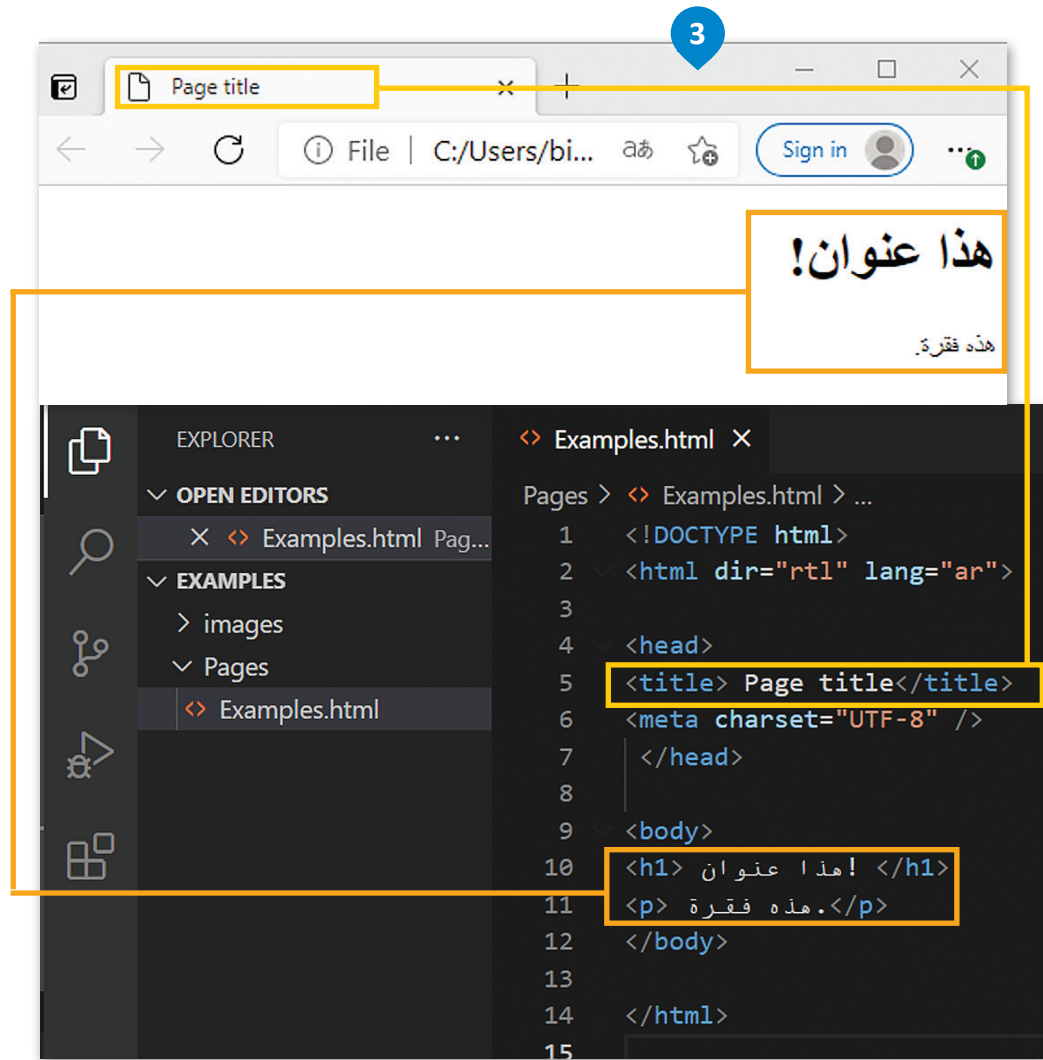 3
Page title
File | C:/Users/bi... aあ Sign in
هذا عنوان!
هذه فقرة.
EXPLORER ...
OPEN EDITORS
Examples.html Pag...
EXAMPLES
images
Pages
Examples.html
Examples.html
Pages > Examples.html > ...
1 <!DOCTYPE html>
2 <html dir="rtl" lang="ar">
3
4 <head>
5 <title> Page title</title>
6 <meta charset="UTF-8" />
7 </head>
8
9 <body>
10 <h1> هذا عنوان! </h1>
11 <p> هذه فقرة.</p>
12 </body>
13
14 </html>
15